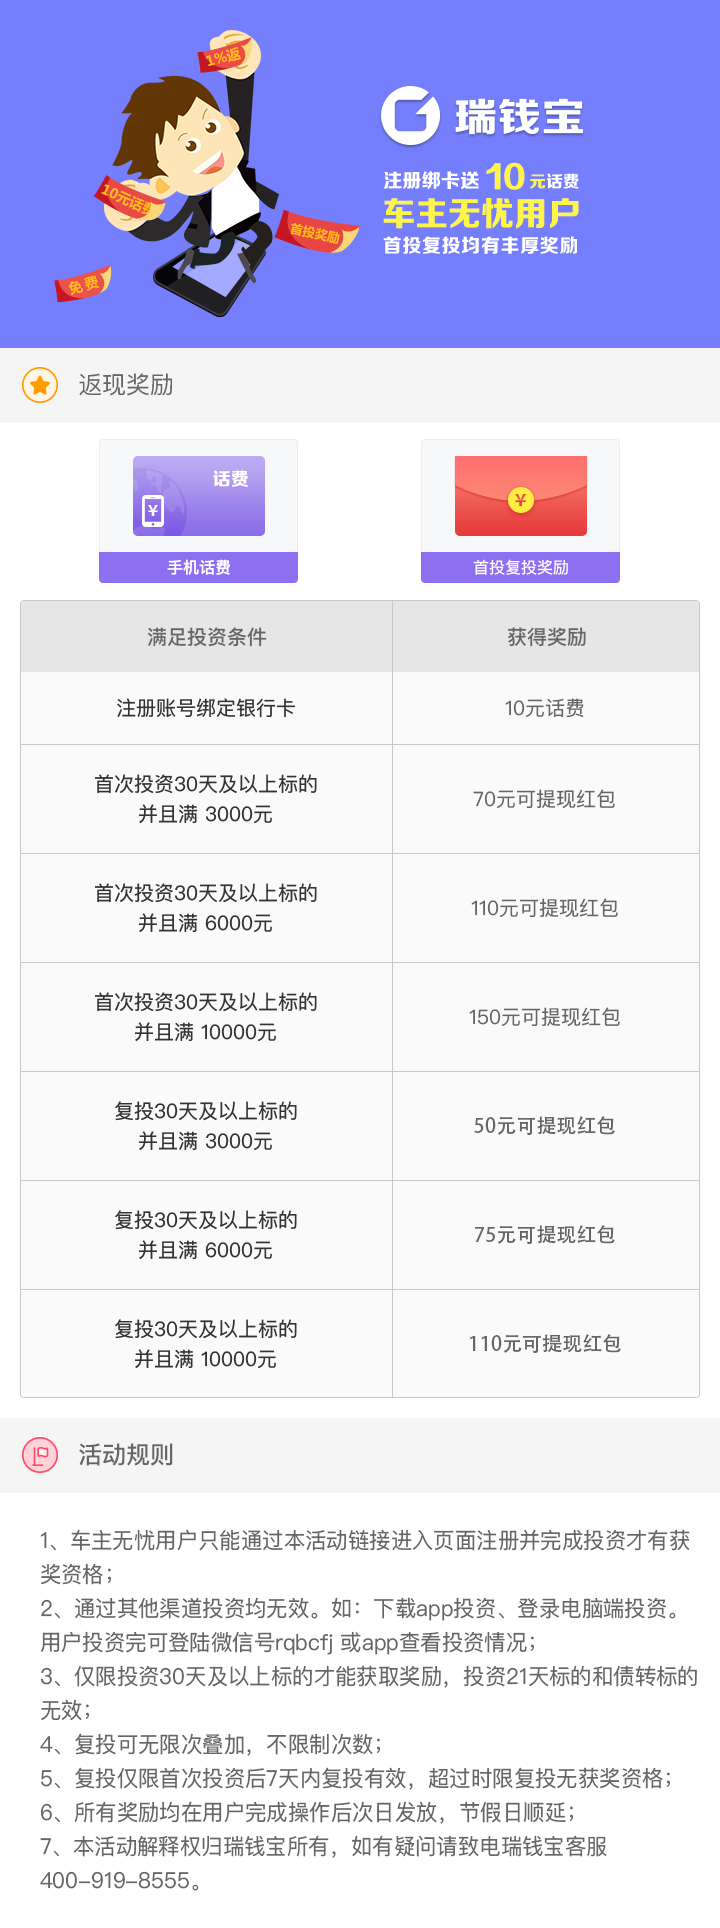 1%返
10元话费
首投奖励
免费
瑞钱宝
注册绑卡送 10 元话费
车主无忧用户
首投复投均有丰厚奖励
返现奖励
话费
¥
¥
手机话费
首投复投奖励
满足投资条件
获得奖励
注册账号绑定银行卡
10元话费
首次投资30天及以上标的
并且满 3000元
70元可提现红包
首次投资30天及以上标的
并且满 6000元
110元可提现红包
首次投资30天及以上标的
并且满 10000元
150元可提现红包
复投30天及以上标的
并且满 3000元
50元可提现红包
复投30天及以上标的
并且满 6000元
75元可提现红包
复投30天及以上标的
并且满 10000元
110元可提现红包
活动规则
1、车主无忧用户只能通过本活动链接进入页面注册并完成投资才有获
奖资格；
2、通过其他渠道投资均无效。如：下载app投资、登录电脑端投资。
用户投资完可登陆微信号rqbcfj 或app查看投资情况；
3、仅限投资30天及以上标的才能获取奖励，投资21天标的和债转标的
无效；
4、复投可无限次叠加，不限制次数；
5、复投仅限首次投资后7天内复投有效，超过时限复投无获奖资格；
6、所有奖励均在用户完成操作后次日发放，节假日顺延；
7、本活动解释权归瑞钱宝所有，如有疑问请致电瑞钱宝客服
400-919-8555。